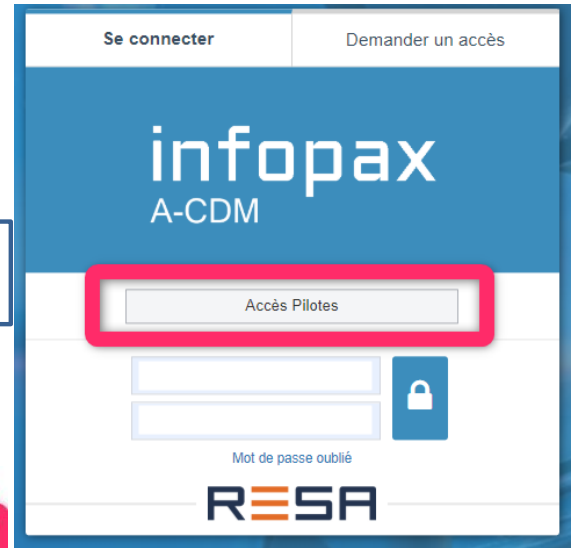 Se connecter
Demander un accès
infopax
A-CDM
Accès Pilotes
Mot de passe oublié
RESA